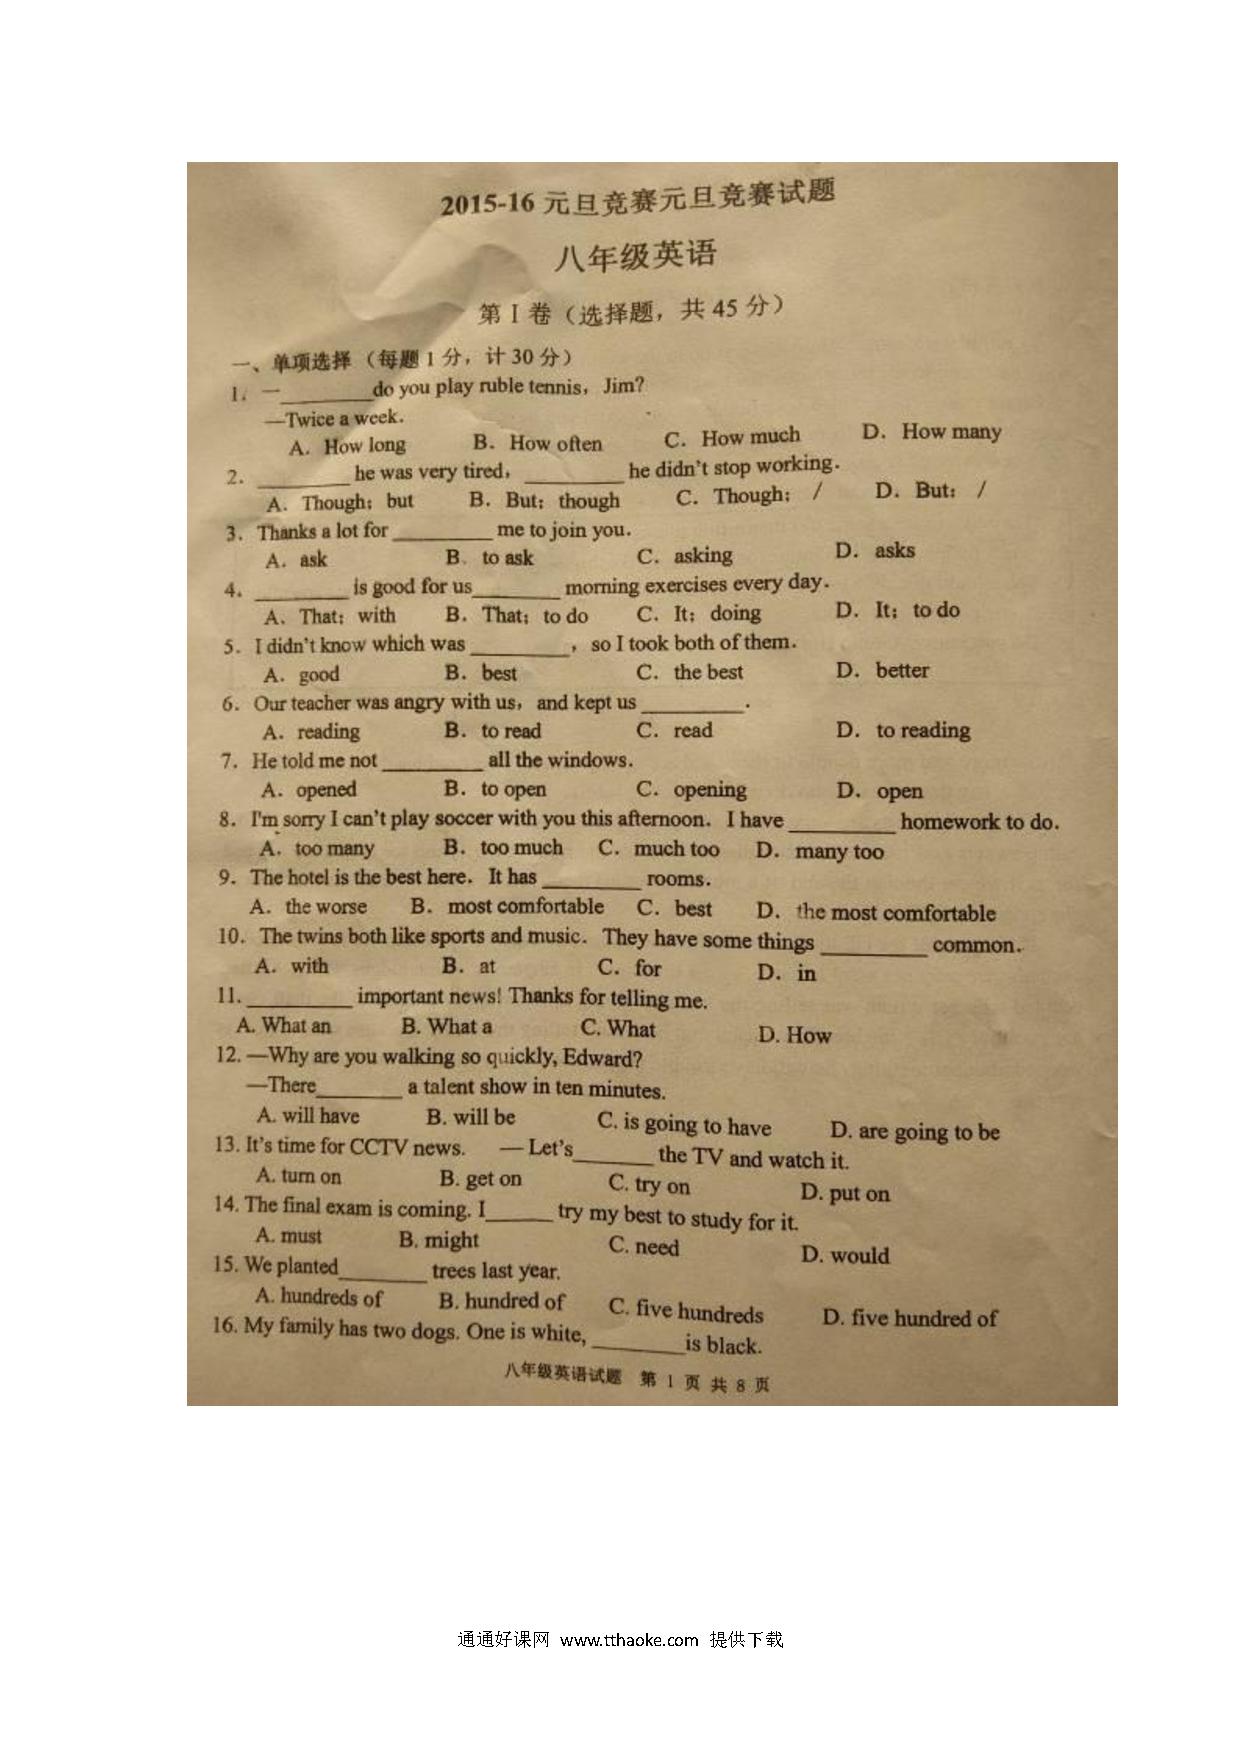 2015-16 元旦竞赛元旦竞赛试题
八年级英语
第 I 卷（选择题，共 45 分）
一、单项选择（每题 1 分，计 30 分）
1. —________do you play ruble tennis，Jim?
—Twice a week.
A．How long B．How often C．How much D．How many
2. ________ he was very tired，________ he didn't stop working.
A．Though；but B．But；though C．Though； / D．But； /
3．Thanks a lot for ________ me to join you.
A．ask B．to ask C．asking D．asks
4．________ is good for us________ morning exercises every day.
A．That；with B．That；to do C．It；doing D．It；to do
5．I didn't know which was ________，so I took both of them.
A．good B．best C．the best D．better
6．Our teacher was angry with us，and kept us ________.
A．reading B．to read C．read D．to reading
7．He told me not ________ all the windows.
A．opened B．to open C．opening D．open
8．I'm sorry I can't play soccer with you this afternoon．I have ________ homework to do.
A．too many B．too much C．much too D．many too
9．The hotel is the best here．It has ________ rooms.
A．the worse B．most comfortable C．best D．the most comfortable
10．The twins both like sports and music．They have some things ________ common.
A．with B．at C．for D．in
11. ________ important news! Thanks for telling me.
A. What an B. What a C. What D. How
12. —Why are you walking so quickly, Edward?
—There________ a talent show in ten minutes.
A. will have B. will be C. is going to have D. are going to be
13. It's time for CCTV news. — Let's________ the TV and watch it.
A. turn on B. get on C. try on D. put on
14. The final exam is coming. I______ try my best to study for it.
A. must B. might C. need D. would
15. We planted________ trees last year.
A. hundreds of B. hundred of C. five hundreds D. five hundred of
16. My family has two dogs. One is white, ________is black.
八年级英语试题 第 1 页 共 8 页
通通好课网 www.tthaoke.com 提供下载